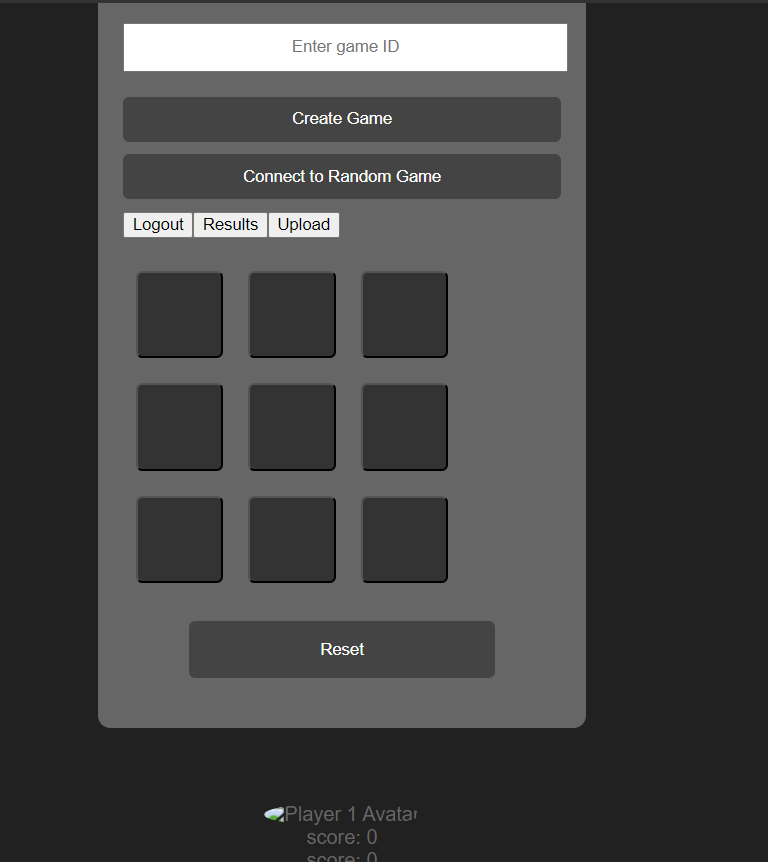 Enter game ID
Create Game
Connect to Random Game
Logout Results Upload
Reset
Player 1 Avatar
score: 0
score: 0